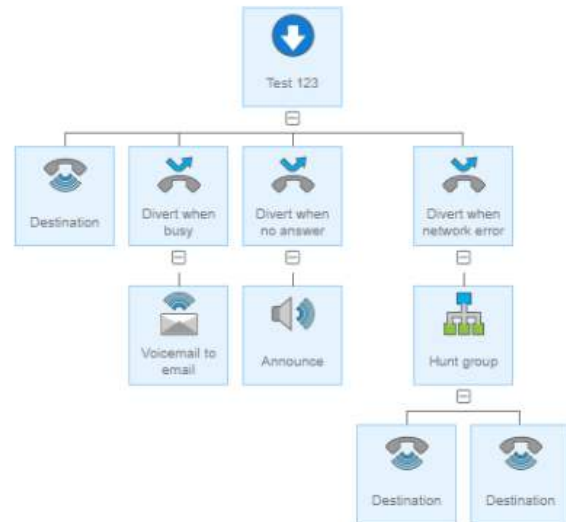 Test 123
Destination
Divert when
busy
Divert when
no answer
Divert when
network error
Voicemail to
email
Announce
Hunt group
Destination
Destination